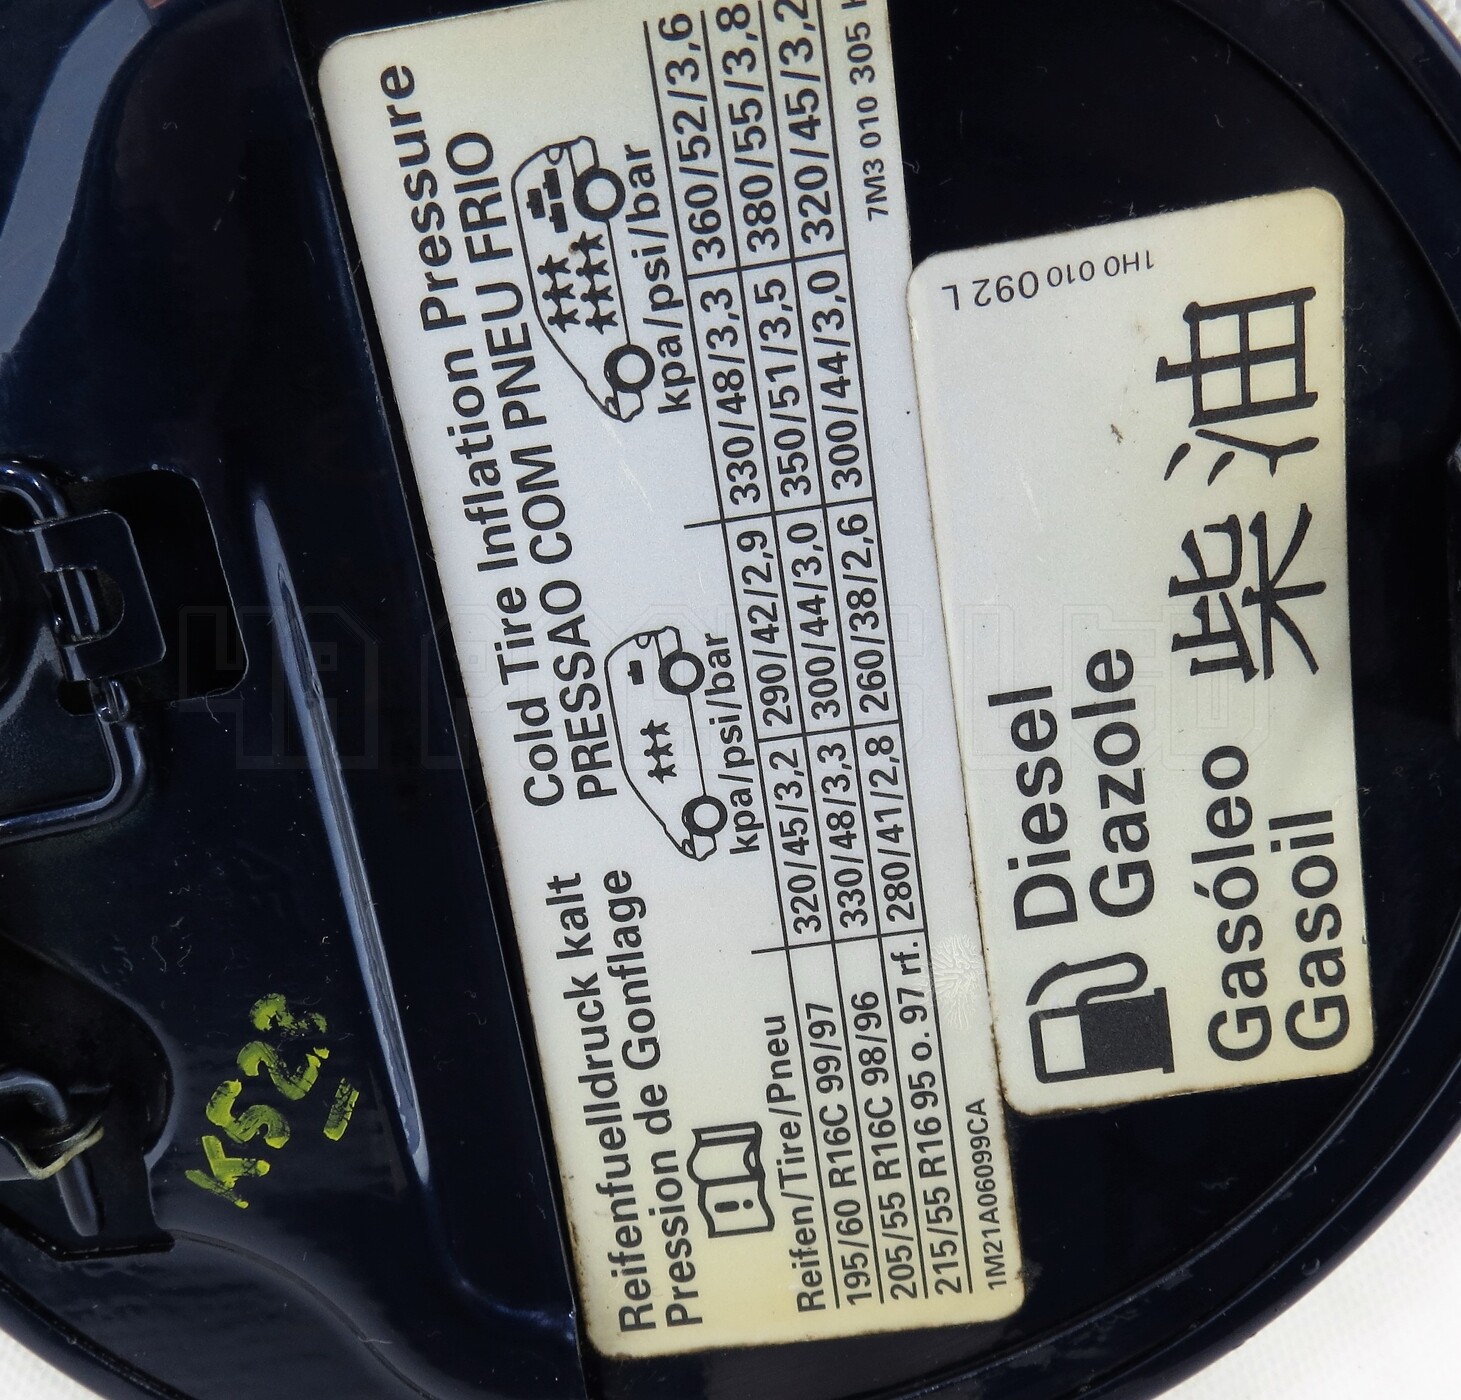 Reifenfuelldruck kalt
Pression de Gonflage
Cold Tire Inflation Pressure
PRESSAO COM PNEU FRIO
kpa/psi/bar
kpa/psi/bar
Reifen/Tire/Pneu
195/60 R16C 99/97 320/45/3,2 290/42/2,9 330/48/3,3 360/52/3,6
205/55 R16C 98/96 330/48/3,3 300/44/3,0 350/51/3,5 380/55/3,8
215/55 R16 95 o. 97 rf. 280/41/2,8 260/38/2,6 300/44/3,0 320/45/3,2
1M21A06099CA
7M3 010 305
Diesel
Gazole
Gasóleo
Gasoil
柴油
1H0 010 092 L
K523